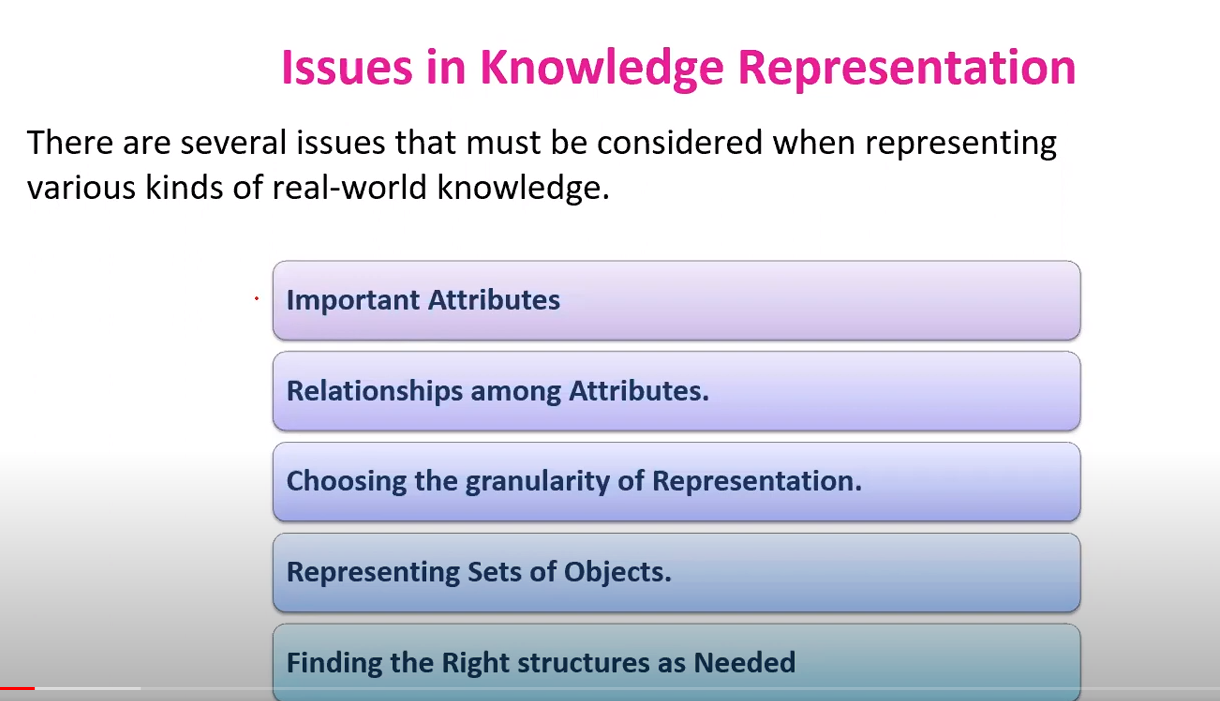 Issues in Knowledge Representation
There are several issues that must be considered when representing
various kinds of real-world knowledge.
Important Attributes
Relationships among Attributes.
Choosing the granularity of Representation.
Representing Sets of Objects.
Finding the Right structures as Needed